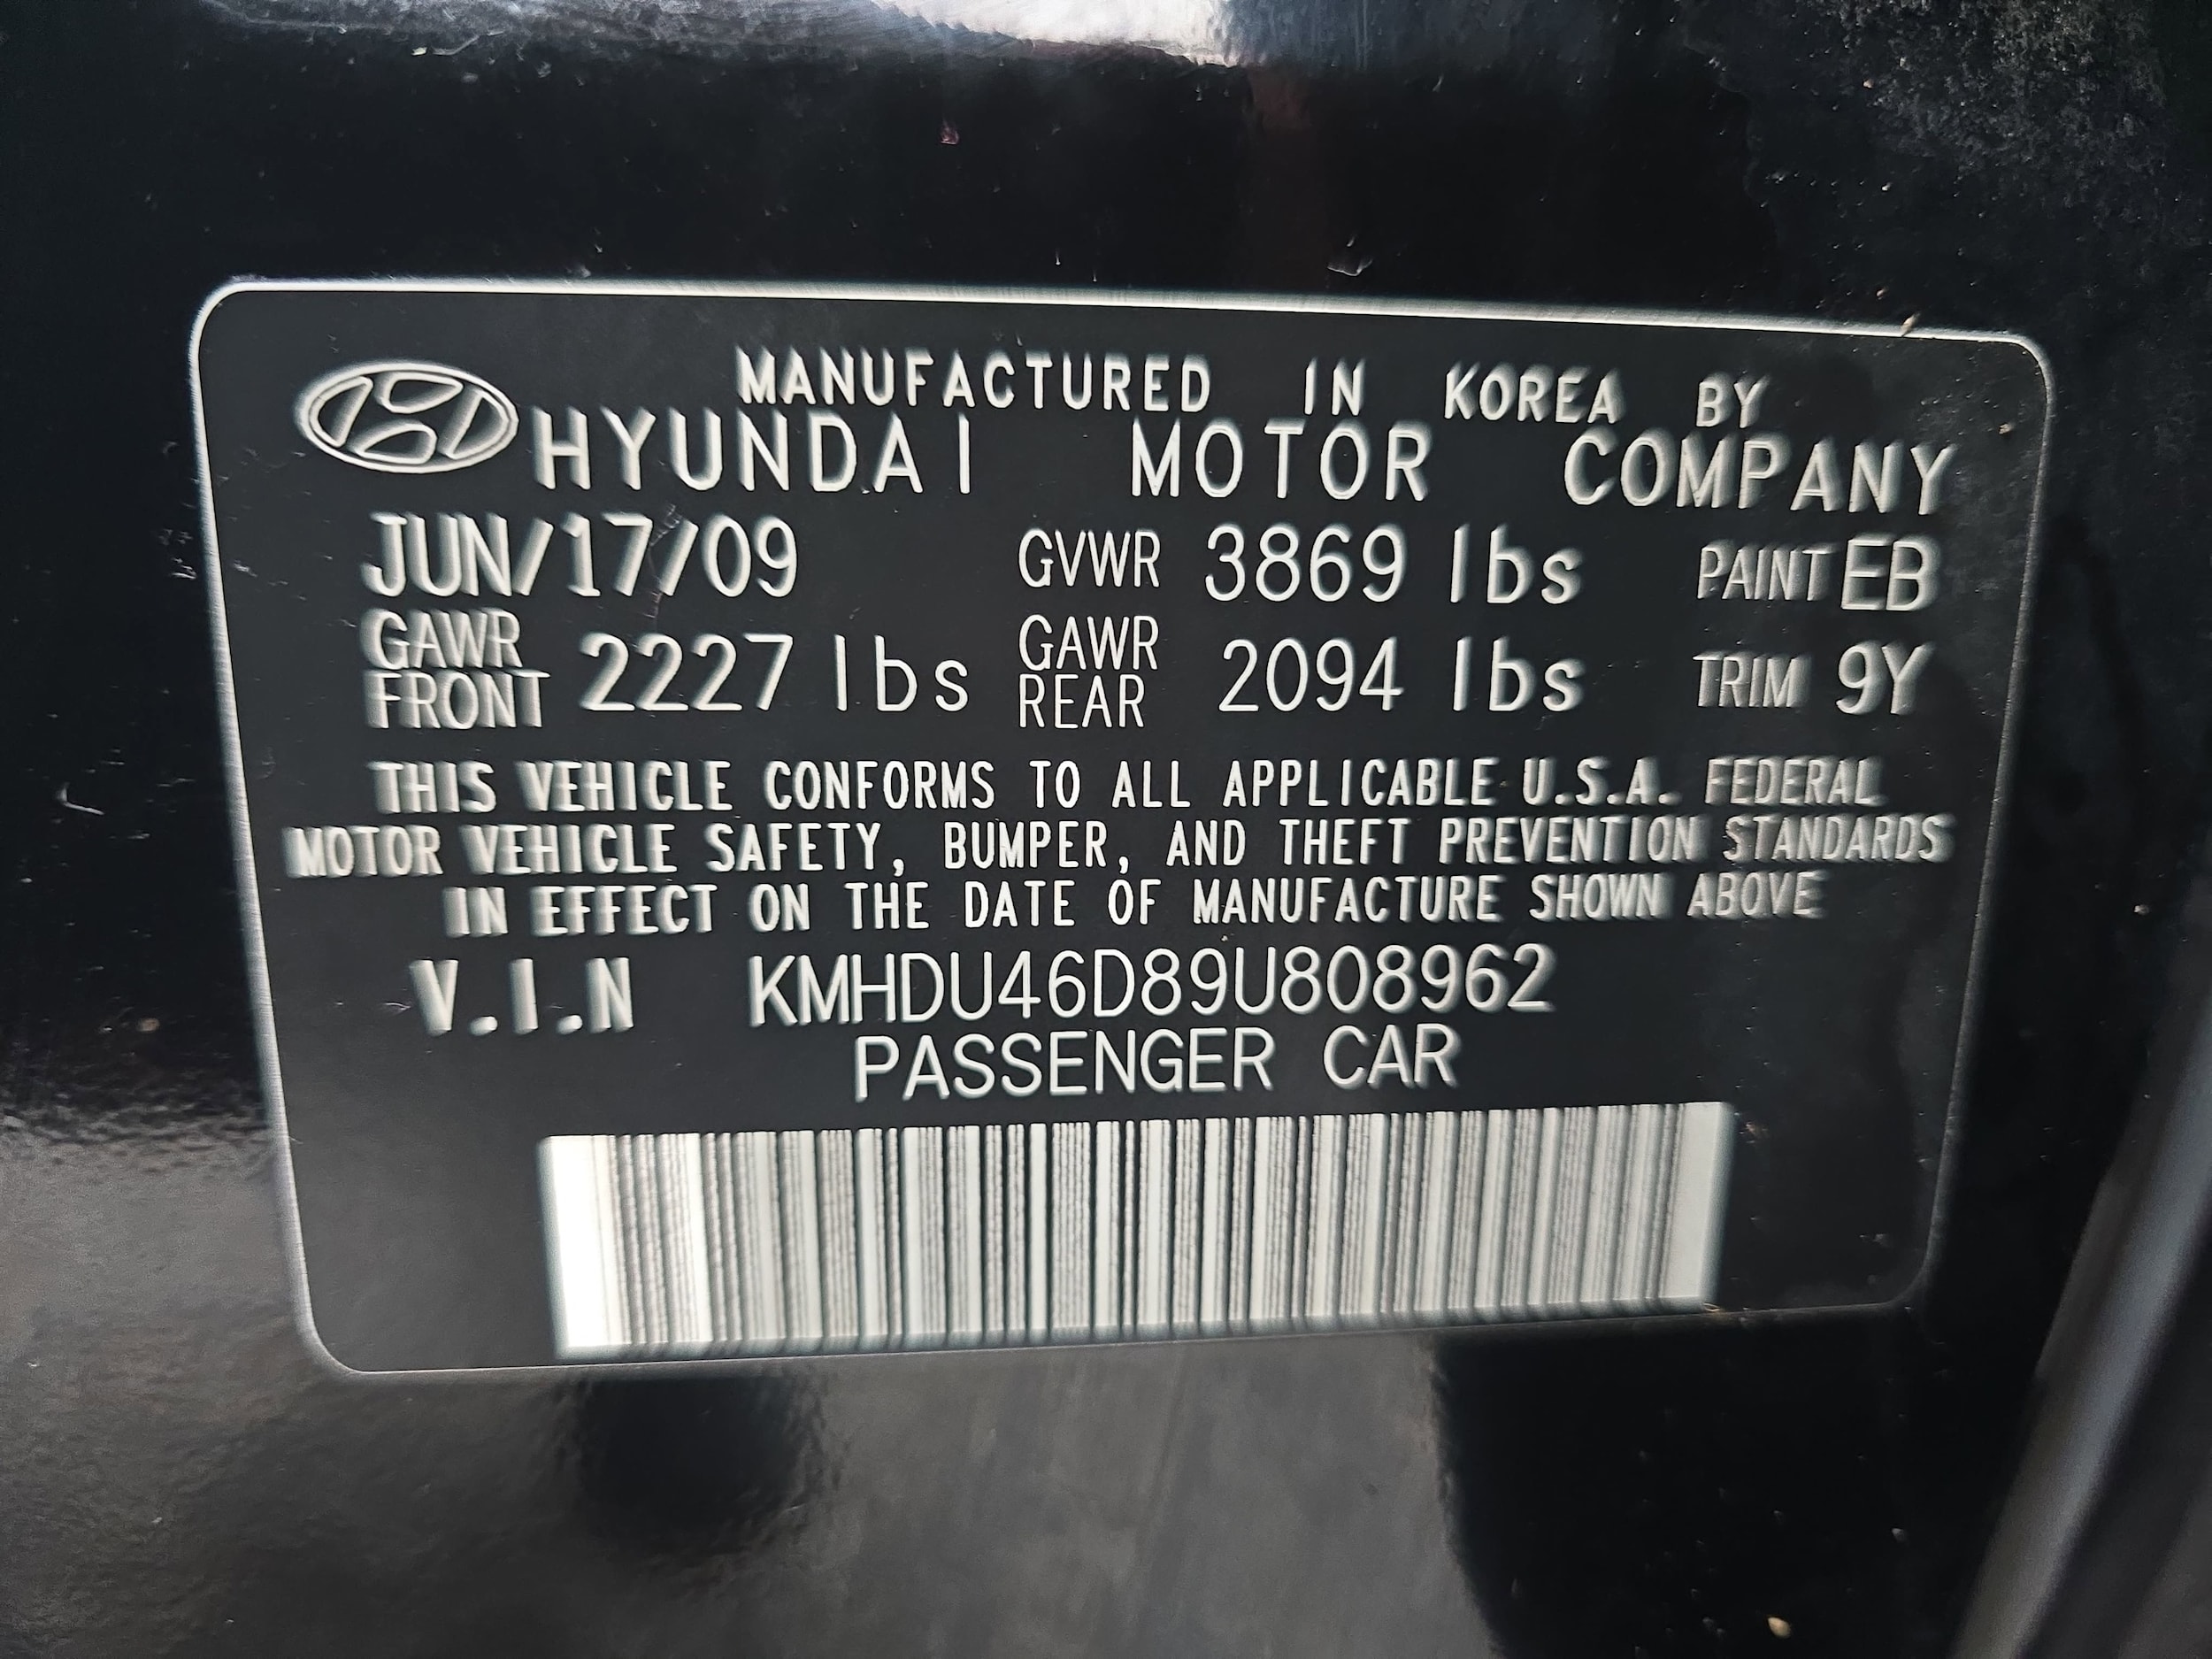 MANUFACTURED IN KOREA BY
HYUNDAI MOTOR COMPANY
JUN/17/09 GVWR 3869 lbs PAINT EB
GAWR FRONT 2227 lbs GAWR REAR 2094 lbs TRIM 9Y
THIS VEHICLE CONFORMS TO ALL APPLICABLE U.S.A. FEDERAL
MOTOR VEHICLE SAFETY, BUMPER, AND THEFT PREVENTION STANDARDS
IN EFFECT ON THE DATE OF MANUFACTURE SHOWN ABOVE
V.I.N KMHDU46D89U808962
PASSENGER CAR